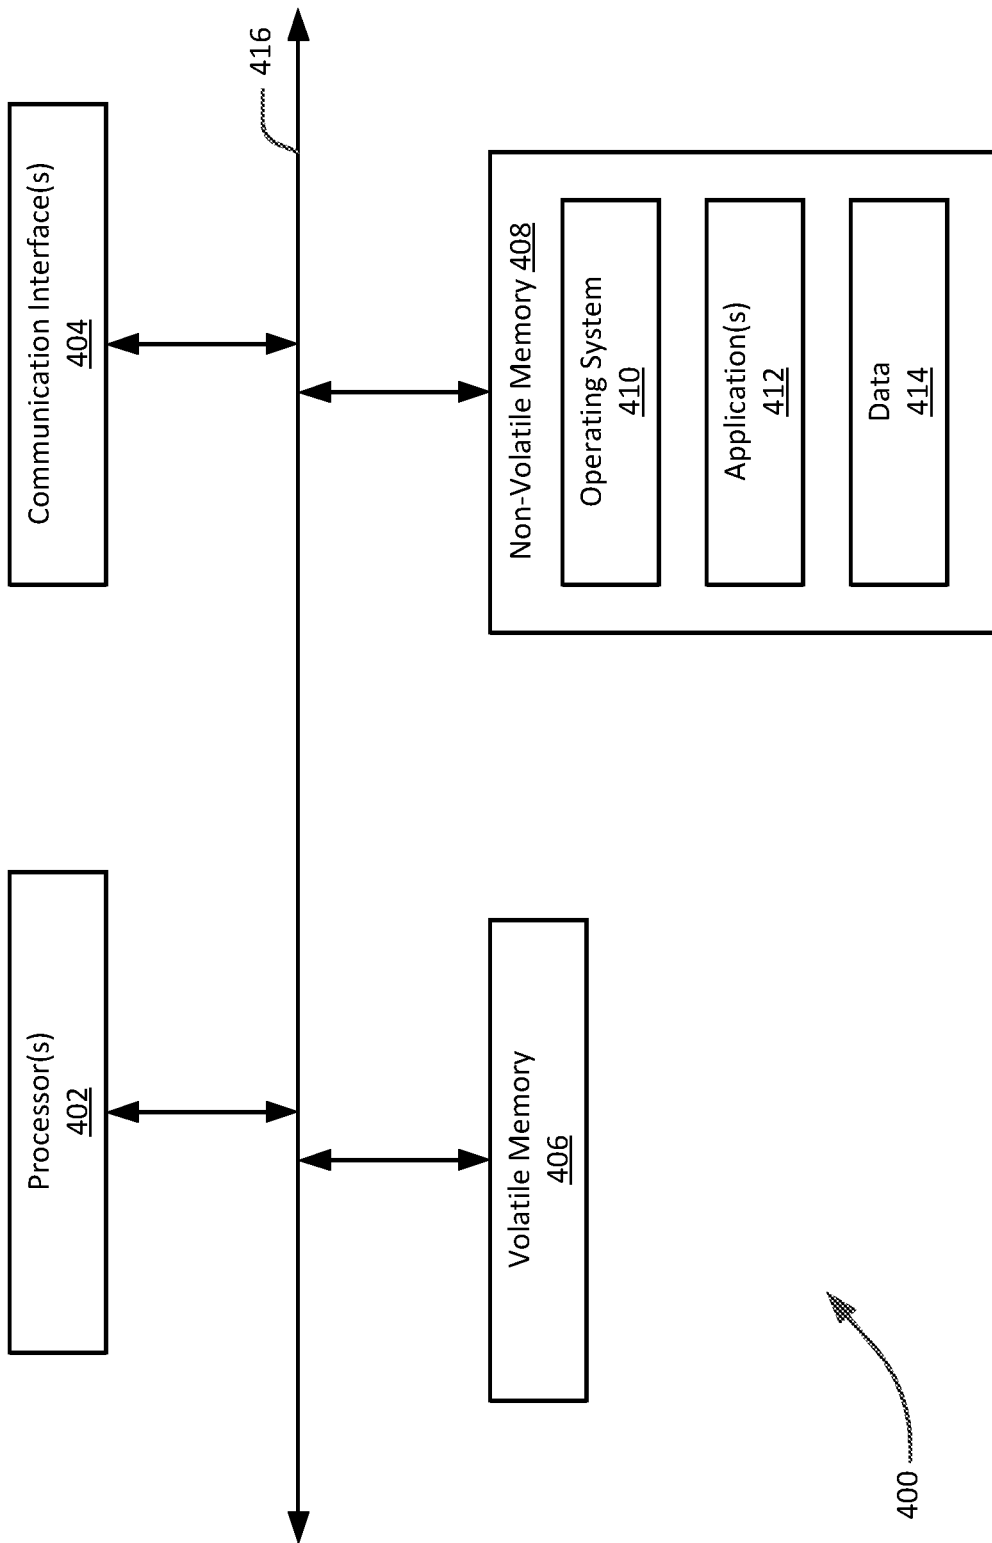 Processor(s)
402
Communication Interface(s)
404
416
Volatile Memory
406
Non-Volatile Memory 408
Operating System
410
Application(s)
412
Data
414
400